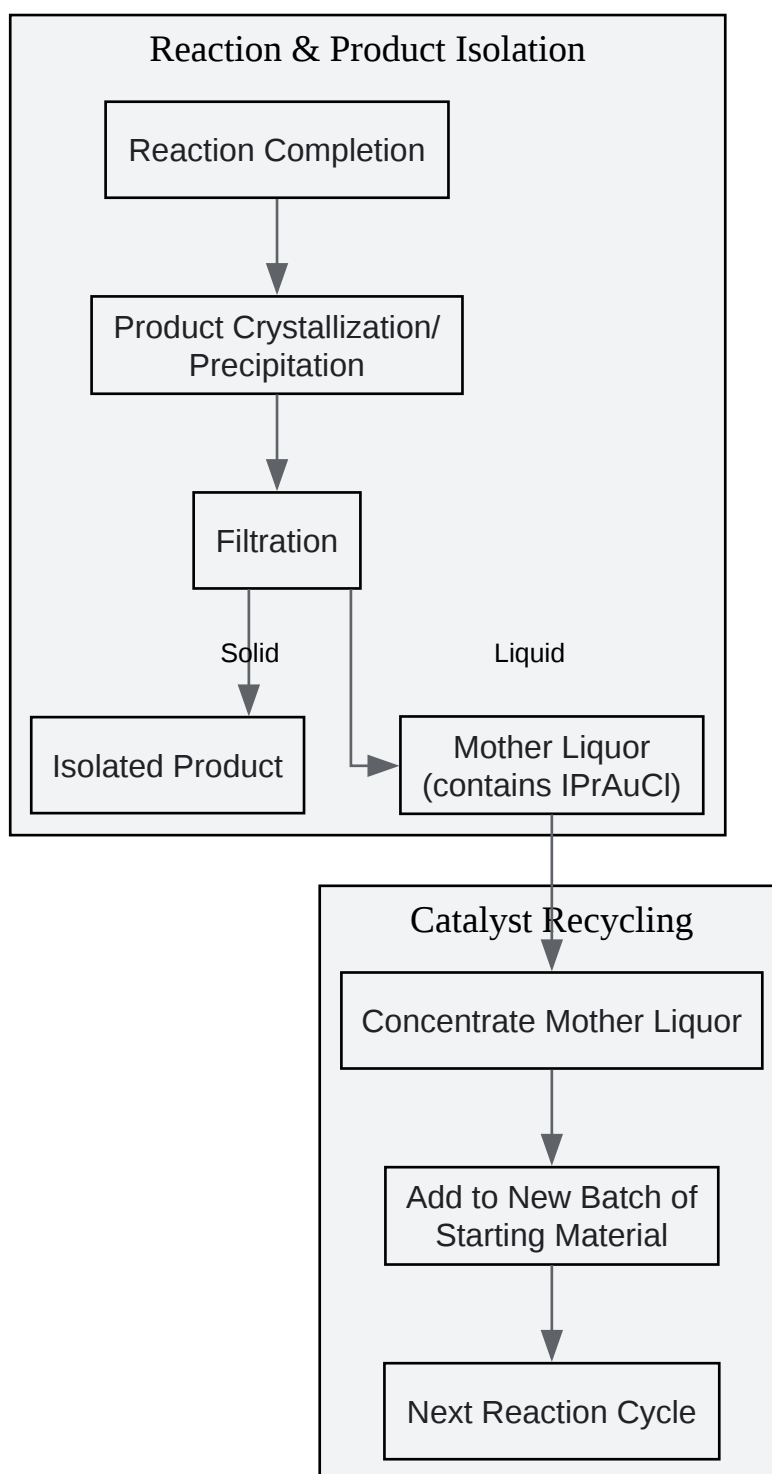 Reaction & Product Isolation
Reaction Completion
Product Crystallization/
Precipitation
Filtration
Solid
Liquid
Isolated Product
Mother Liquor
(contains IPrAuCl)
Catalyst Recycling
Concentrate Mother Liquor
Add to New Batch of
Starting Material
Next Reaction Cycle